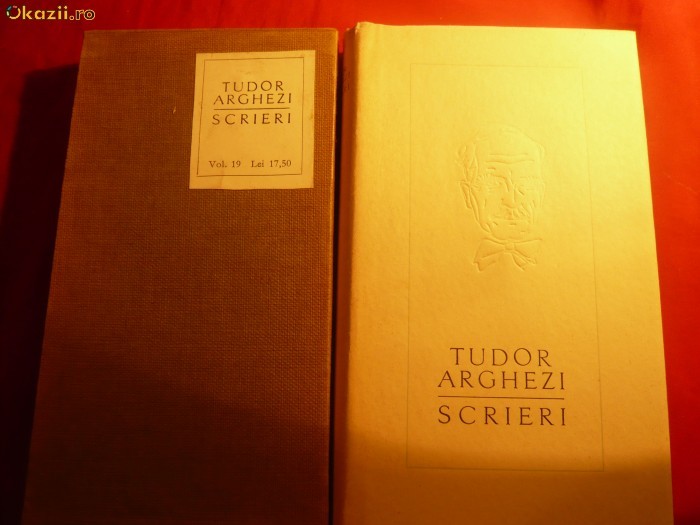 Okazii.ro
TUDOR
ARGHEZI
SCRIERI
Vol. 19 Lei 17,50
TUDOR
ARGHEZI
SCRIERI